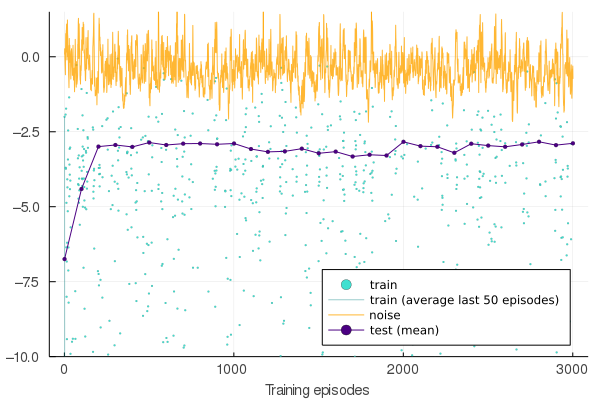 0.0
−2.5
−5.0
−7.5
−10.0
train
train (average last 50 episodes)
noise
test (mean)
0 1000 2000 3000
Training episodes